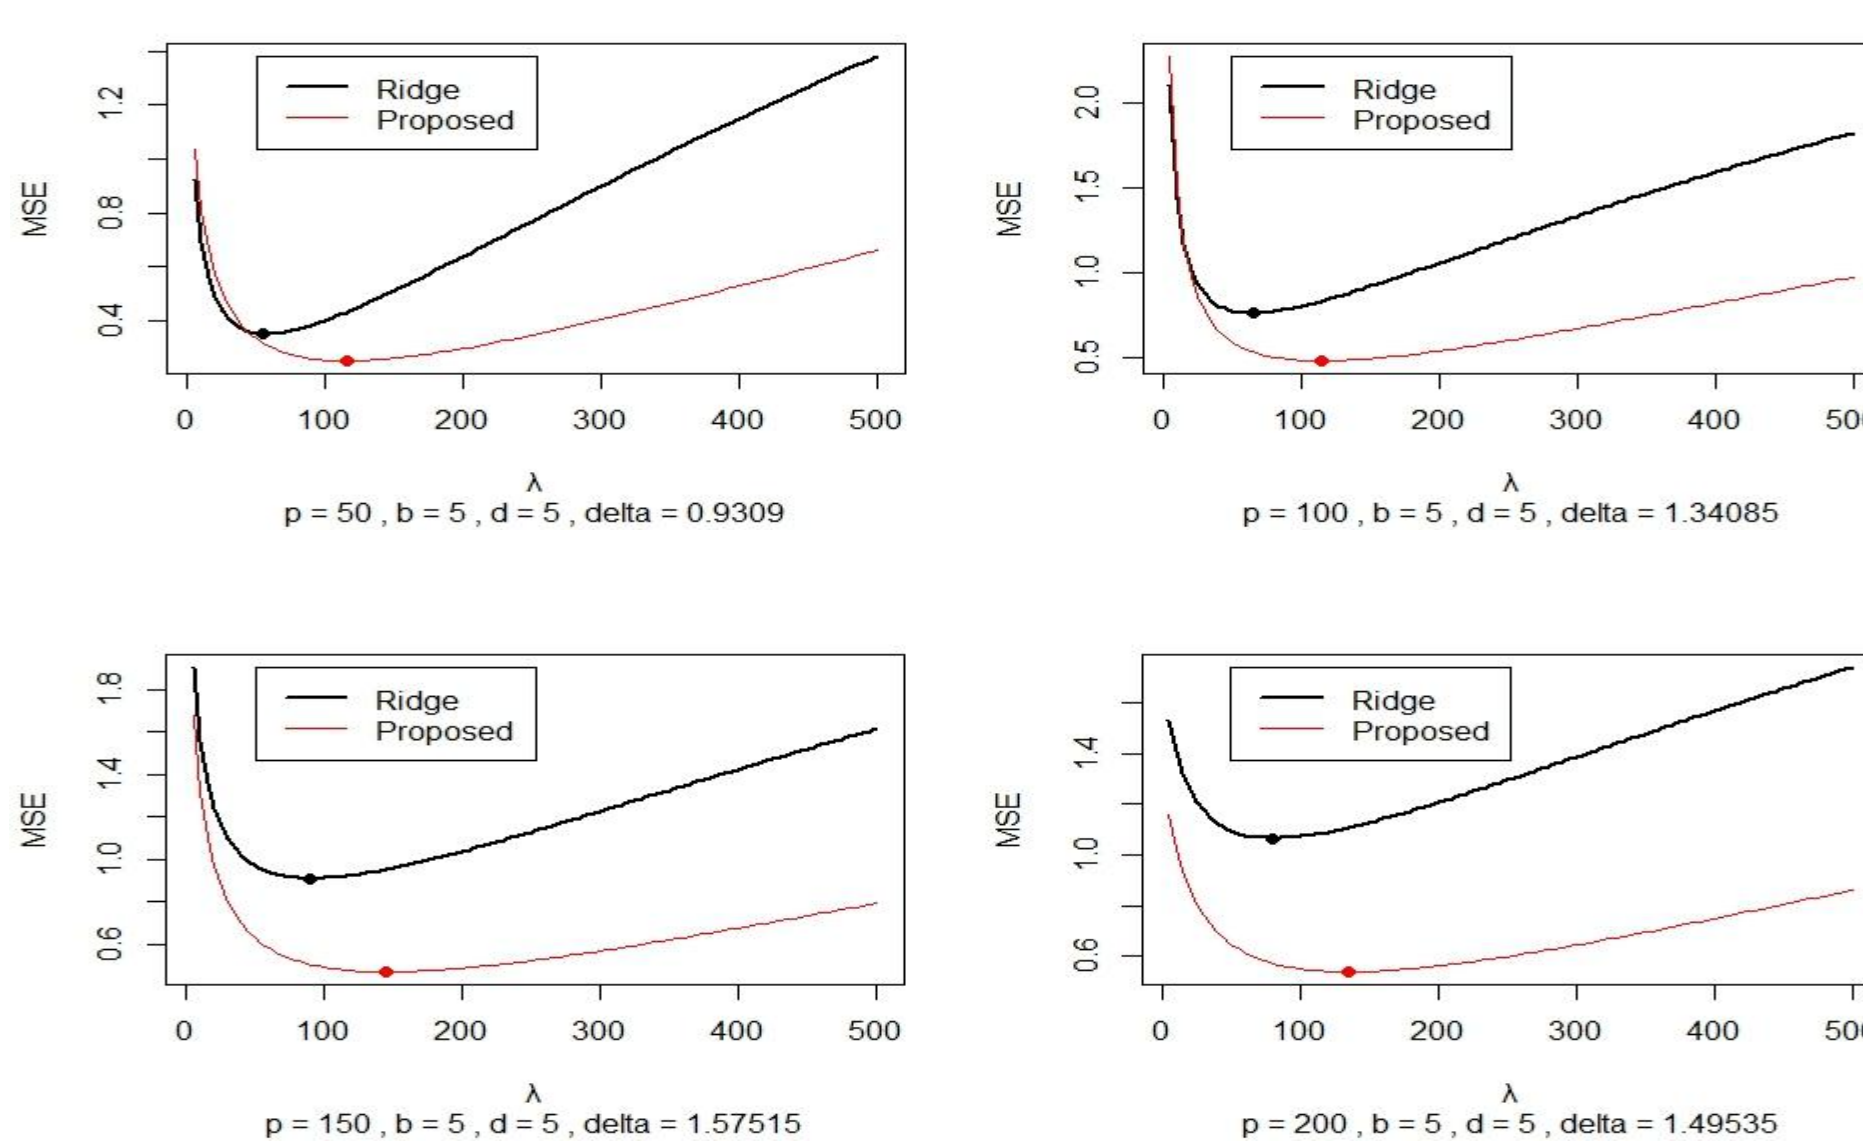 Ridge
Proposed
MSE
1.2
0.8
0.4
0 100 200 300 400 500
λ
p = 50 , b = 5 , d = 5 , delta = 0.9309
Ridge
Proposed
MSE
2.0
1.5
1.0
0.5
0 100 200 300 400 50
λ
p = 100 , b = 5 , d = 5 , delta = 1.34085
Ridge
Proposed
MSE
1.8
1.4
1.0
0.6
0 100 200 300 400 500
λ
p = 150 , b = 5 , d = 5 , delta = 1.57515
Ridge
Proposed
MSE
1.4
1.0
0.6
0 100 200 300 400 50
λ
p = 200 , b = 5 , d = 5 , delta = 1.49535